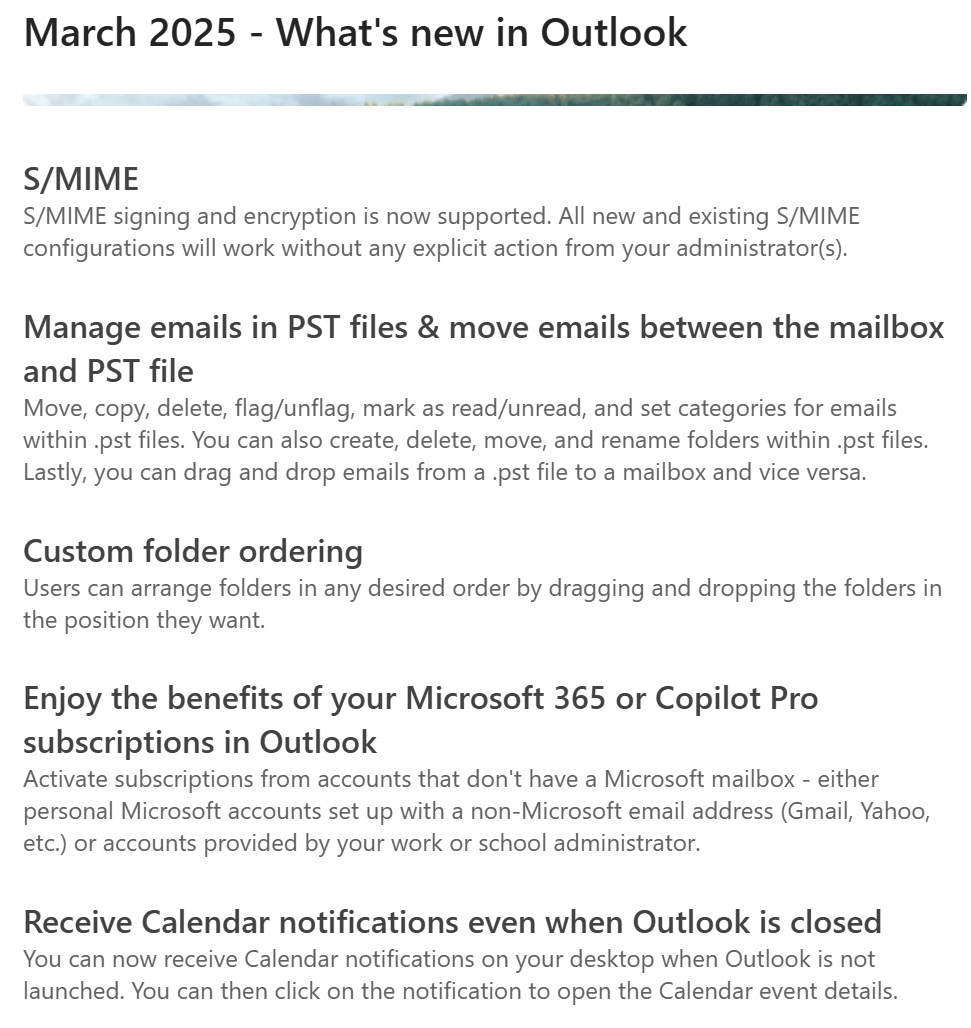 March 2025 - What's new in Outlook
S/MIME
S/MIME signing and encryption is now supported. All new and existing S/MIME
configurations will work without any explicit action from your administrator(s).
Manage emails in PST files & move emails between the mailbox
and PST file
Move, copy, delete, flag/unflag, mark as read/unread, and set categories for emails
within .pst files. You can also create, delete, move, and rename folders within .pst files.
Lastly, you can drag and drop emails from a .pst file to a mailbox and vice versa.
Custom folder ordering
Users can arrange folders in any desired order by dragging and dropping the folders in
the position they want.
Enjoy the benefits of your Microsoft 365 or Copilot Pro
subscriptions in Outlook
Activate subscriptions from accounts that don't have a Microsoft mailbox - either
personal Microsoft accounts set up with a non-Microsoft email address (Gmail, Yahoo,
etc.) or accounts provided by your work or school administrator.
Receive Calendar notifications even when Outlook is closed
You can now receive Calendar notifications on your desktop when Outlook is not
launched. You can then click on the notification to open the Calendar event details.